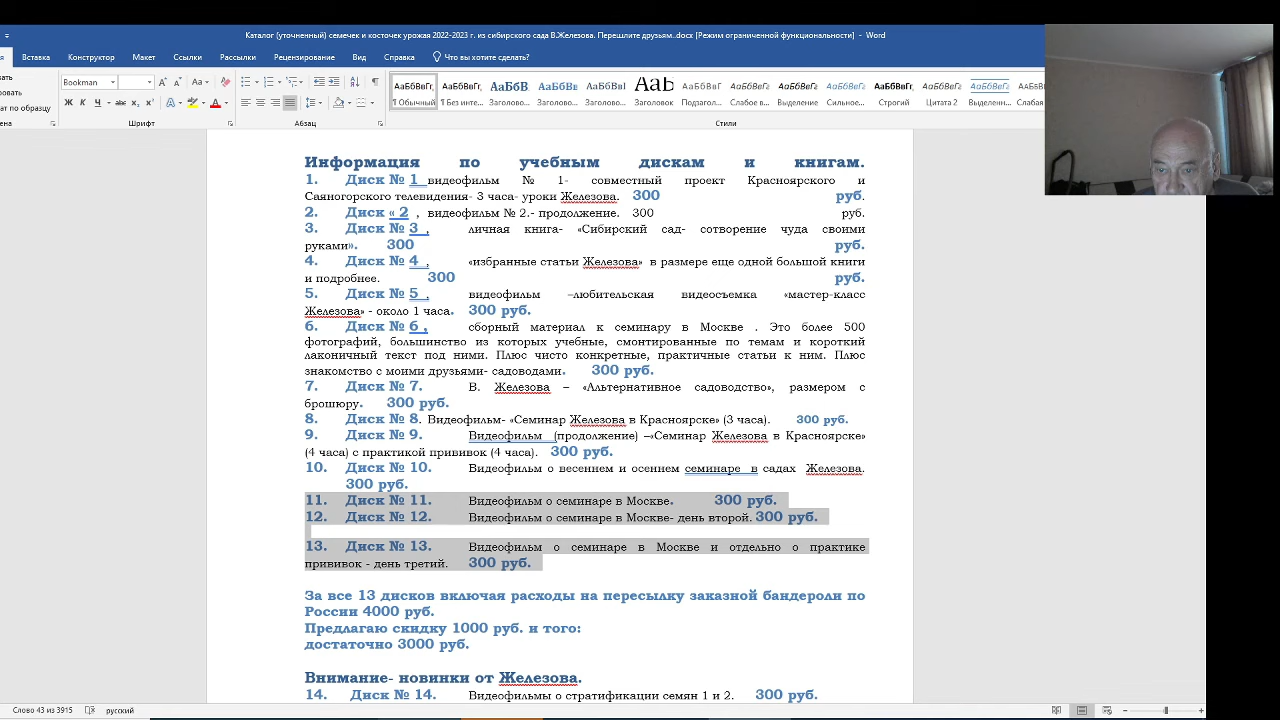 Каталог (уточненный) семечек и косточек урожая 2022-2023 г. из сибирского сада В.Железова. Перешлите друзьям..docx [Режим ограниченной функциональности] - Word
Вставка Конструктор Макет Ссылки Рассылки Рецензирование Вид Справка Что вы хотите сделать?
Bookman
Ж К Ч
ат по образцу
Шрифт Абзац Стили
АаБбВвГг, АаБбВвГг, АаБбВ АаБбВв АаБбВвГ АаБ АаБбВвГг АаБбВвГг АаБбВвГг АаБбВвГг АаБбВвГг АаБбВвГг АаБбВвГг
¶ Обычный ¶ Без инте... Заголово... Заголово... Заголово... Заголовок Подзагол... Слабое в... Выделение Сильное... Строгий Цитата 2 Выделенн... Слабая
Информация по учебным дискам и книгам.
1. Диск № 1 видеофильм № 1- совместный проект Красноярского и
Саяногорского телевидения- 3 часа- уроки Железова. 300 руб.
2. Диск « 2 , видеофильм № 2.- продолжение. 300 руб.
3. Диск № 3 , личная книга- «Сибирский сад- сотворение чуда своими
руками». 300 руб.
4. Диск № 4 , «избранные статьи Железова» в размере еще одной большой книги
и подробнее. 300 руб.
5. Диск № 5 , видеофильм –любительская видеосъемка «мастер-класс
Железова» - около 1 часа. 300 руб.
6. Диск № 6 , сборный материал к семинару в Москве . Это более 500
фотографий, большинство из которых учебные, смонтированные по темам и короткий
лаконичный текст под ними. Плюс чисто конкретные, практичные статьи к ним. Плюс
знакомство с моими друзьями- садоводами. 300 руб.
7. Диск № 7. В. Железова – «Альтернативное садоводство», размером с
брошюру. 300 руб.
8. Диск № 8. Видеофильм- «Семинар Железова в Красноярске» (3 часа). 300 руб.
9. Диск № 9. Видеофильм (продолжение) –«Семинар Железова в Красноярске»
(4 часа) с практикой прививок (4 часа). 300 руб.
10. Диск № 10. Видеофильм о весеннем и осеннем семинаре в садах Железова.
300 руб.
11. Диск № 11. Видеофильм о семинаре в Москве. 300 руб.
12. Диск № 12. Видеофильм о семинаре в Москве- день второй. 300 руб.
13. Диск № 13. Видеофильм о семинаре в Москве и отдельно о практике
прививок - день третий. 300 руб.
За все 13 дисков включая расходы на пересылку заказной бандероли по
России 4000 руб.
Предлагаю скидку 1000 руб. и того:
достаточно 3000 руб.
Внимание- новинки от Железова.
14. Диск № 14. Видеофильмы о стратификации семян 1 и 2. 300 руб.
Слово 43 из 3915 русский